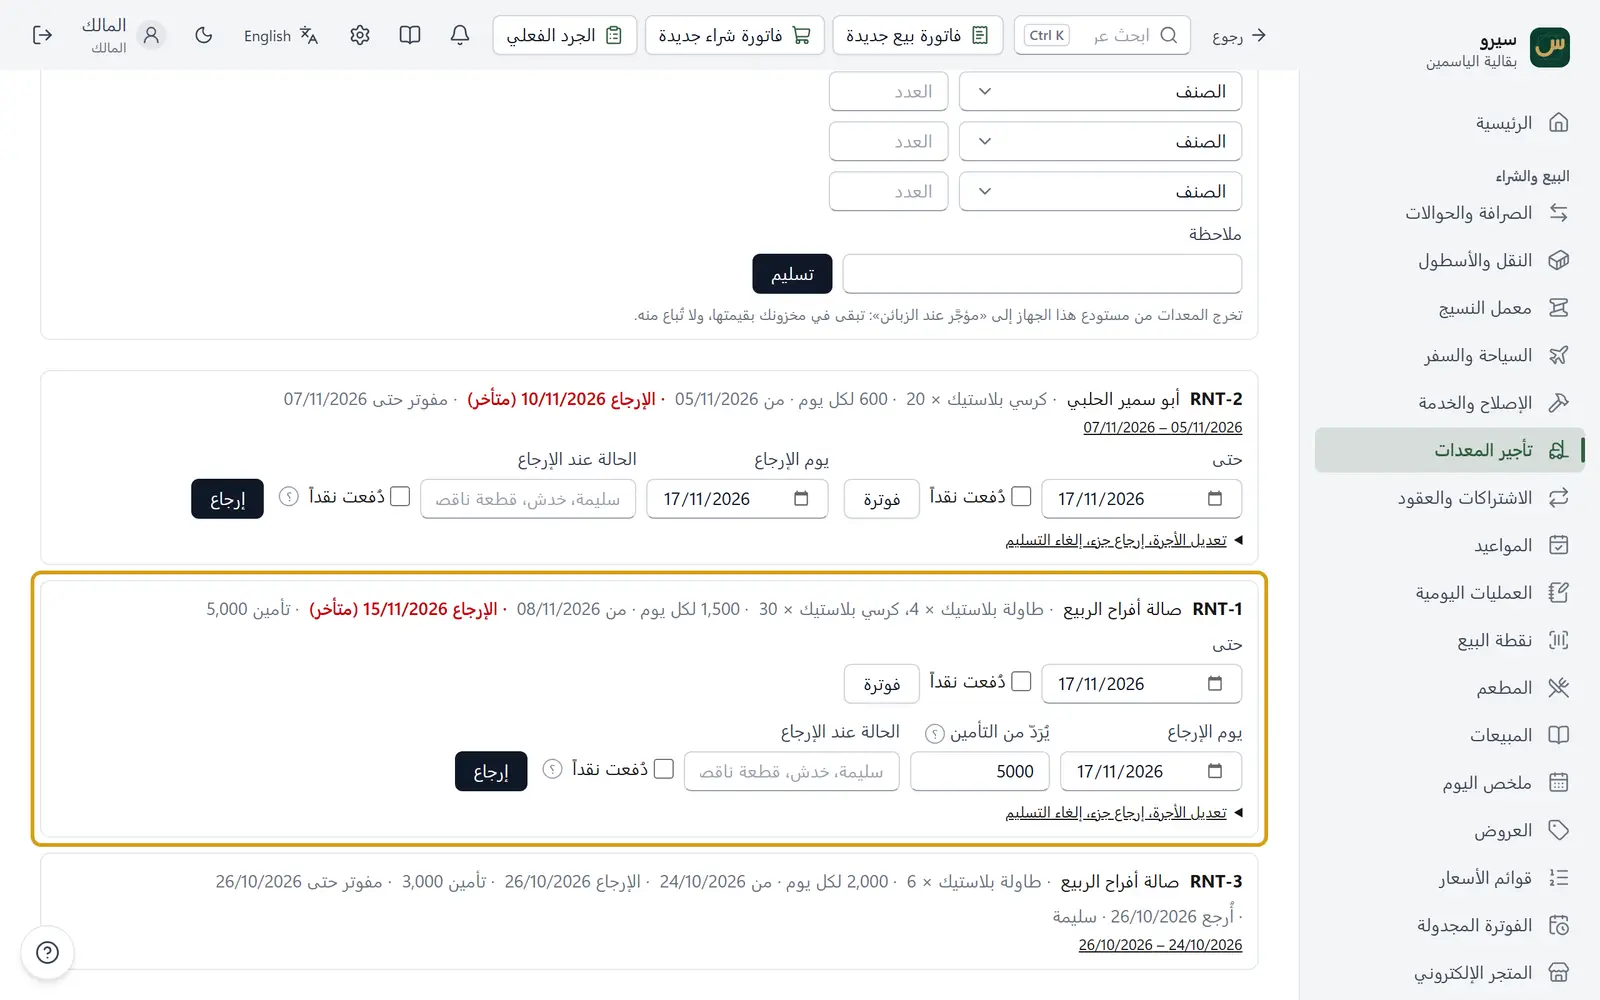 سيرو
بقالية الياسمين
الرئيسية
البيع والشراء
الصرافة والحوالات
النقل والأسطول
معمل النسيج
السياحة والسفر
الإصلاح والخدمة
تأجير المعدات
الاشتراكات والعقود
المواعيد
العمليات اليومية
نقطة البيع
المطعم
المبيعات
ملخص اليوم
العروض
قوائم الأسعار
الفوترة المجدولة
المتجر الإلكتروني
رجوع
ابحث عر Ctrl K
فاتورة بيع جديدة
فاتورة شراء جديدة
الجرد الفعلي
English
المالك
المالك
الصنف العدد
الصنف العدد
الصنف العدد
ملاحظة
تسليم
تخرج المعدات من مستودع هذا الجهاز إلى «مؤجَّر عند الزبائن»: تبقى في مخزونك بقيمتها، ولا تُباع منه.
RNT-2 أبو سمير الحلبي · كرسي بلاستيك × 20 · 600 لكل يوم · من 05/11/2026 · الإرجاع 10/11/2026 (متأخر) · مفوتر حتى 07/11/2026
05/11/2026 – 07/11/2026
حتى يوم الإرجاع الحالة عند الإرجاع
17/11/2026 دُفعت نقداً فوترة 17/11/2026 سليمة، خدش، قطعة ناقص دُفعت نقداً ؟ إرجاع
تعديل الأجرة، إرجاع جزء، إلغاء التسليم
RNT-1 صالة أفراح الربيع · طاولة بلاستيك × 4، كرسي بلاستيك × 30 · 1,500 لكل يوم · من 08/11/2026 · الإرجاع 15/11/2026 (متأخر) · تأمين 5,000
حتى
17/11/2026 دُفعت نقداً فوترة
يوم الإرجاع يُرَدّ من التأمين ؟ الحالة عند الإرجاع
17/11/2026 5000 سليمة، خدش، قطعة ناقص دُفعت نقداً ؟ إرجاع
تعديل الأجرة، إرجاع جزء، إلغاء التسليم
RNT-3 صالة أفراح الربيع · طاولة بلاستيك × 6 · 2,000 لكل يوم · من 24/10/2026 · الإرجاع 26/10/2026 · تأمين 3,000 · مفوتر حتى 26/10/2026
· أُرجع 26/10/2026 · سليمة
24/10/2026 – 26/10/2026